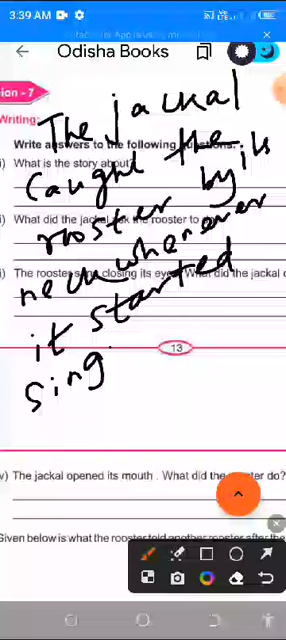 3:39 AM
Odisha Books
ion - 7
Writing:
Write answers to the following questions.
i) What is the story about?
i) What did the jackal ask the rooster to do?
i) The rooster sang closing its eyes. What did the jackal d
13
v) The jackal opened its mouth . What did the rooster do?
Given below is what the rooster told another rooster after the
The jackal
caught the
rooster by its
neck whenever
it started
sing